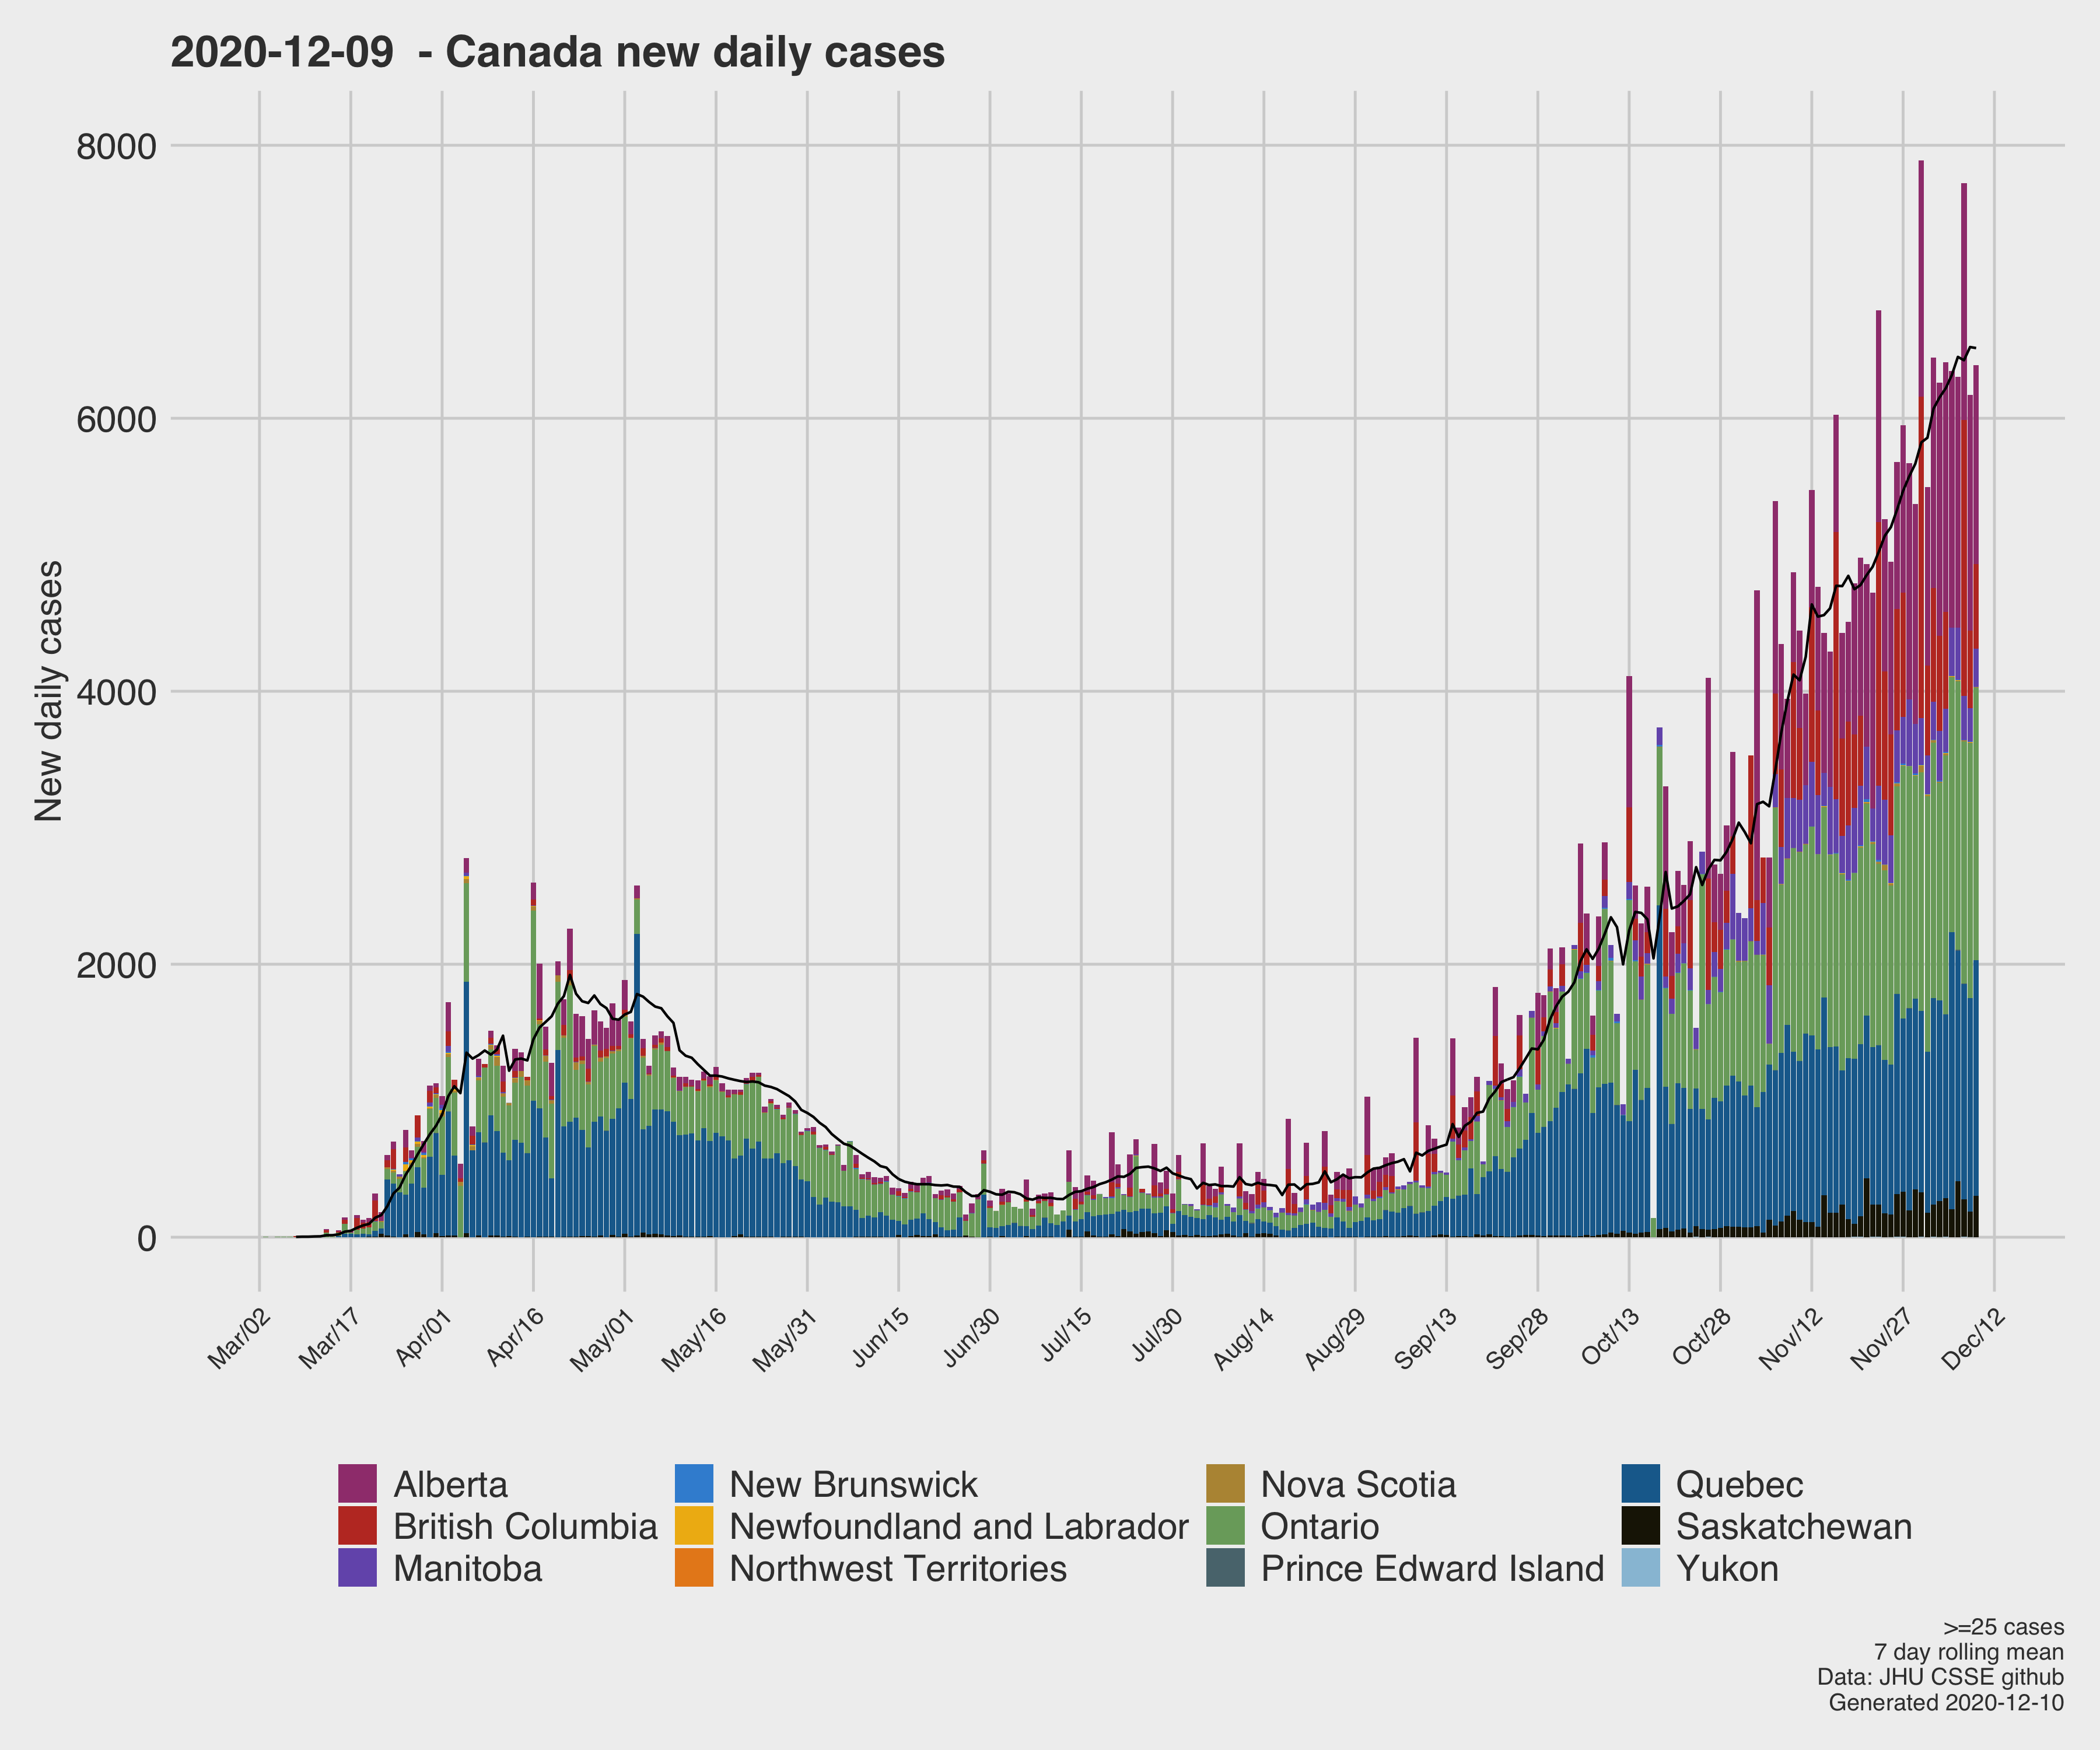 2020-12-09 - Canada new daily cases
New daily cases
8000
6000
4000
2000
0
Mar/02
Mar/17
Apr/01
Apr/16
May/01
May/16
May/31
Jun/15
Jun/30
Jul/15
Jul/30
Aug/14
Aug/29
Sep/13
Sep/28
Oct/13
Oct/28
Nov/12
Nov/27
Dec/12
Alberta
British Columbia
Manitoba
New Brunswick
Newfoundland and Labrador
Northwest Territories
Nova Scotia
Ontario
Prince Edward Island
Quebec
Saskatchewan
Yukon
>=25 cases
7 day rolling mean
Data: JHU CSSE github
Generated 2020-12-10